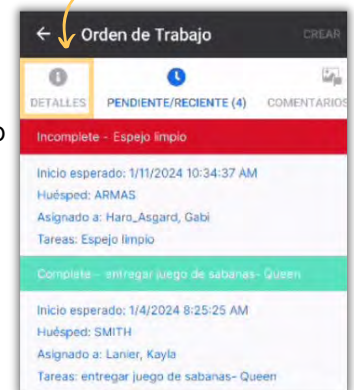 Orden de Trabajo CREAR
DETALLES PENDIENTE/RECIENTE (4) COMENTARIOS
Incomplete - Espejo limpio
Inicio esperado: 1/11/2024 10:34:37 AM
Huésped: ARMAS
Asignado a: Haro_Asgard, Gabi
Tareas: Espejo limpio
Complete - entregar juego de sabanas- Queen
Inicio esperado: 1/4/2024 8:25:25 AM
Huésped: SMITH
Asignado a: Lanier, Kayla
Tareas: entregar juego de sabanas- Queen